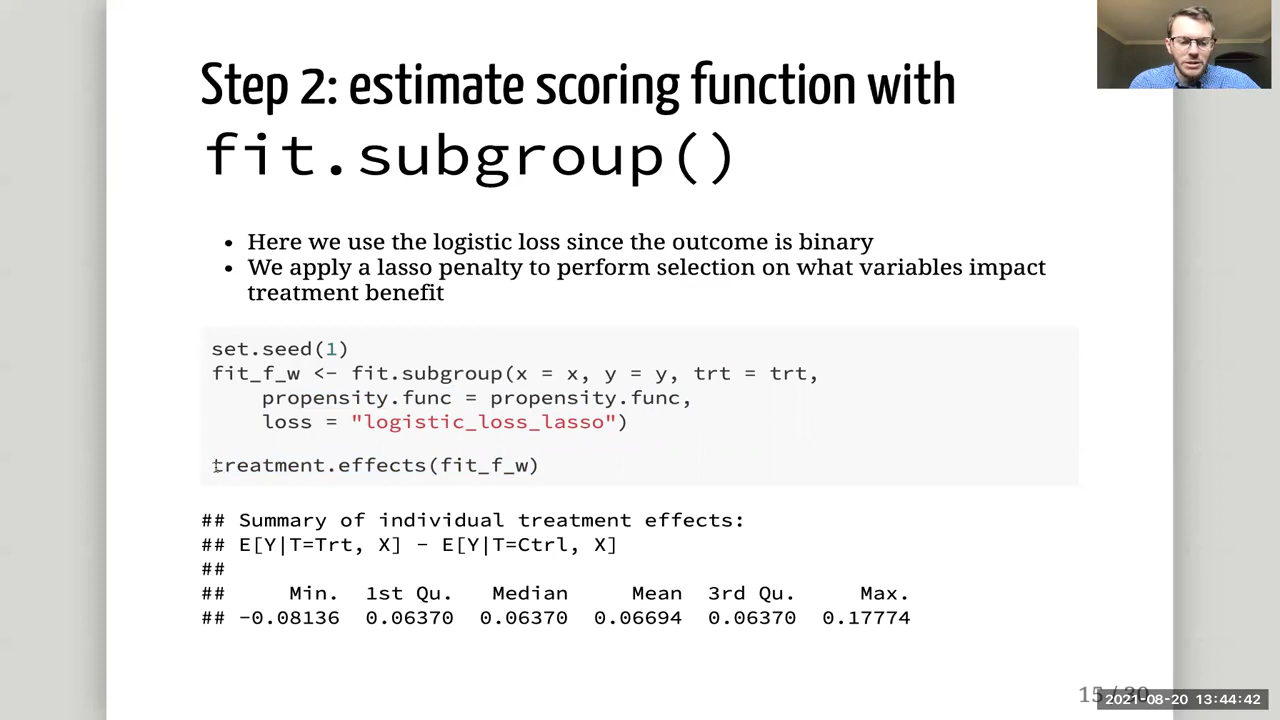 Step 2: estimate scoring function with
fit.subgroup()
• Here we use the logistic loss since the outcome is binary
• We apply a lasso penalty to perform selection on what variables impact
treatment benefit
set.seed(1)
fit_f_w <- fit.subgroup(x = x, y = y, trt = trt,
    propensity.func = propensity.func,
    loss = "logistic_loss_lasso")
treatment.effects(fit_f_w)
## Summary of individual treatment effects:
## E[Y|T=Trt, X] - E[Y|T=Ctrl, X]
##
##     Min.  1st Qu.   Median     Mean  3rd Qu.     Max.
## -0.08136  0.06370  0.06370  0.06694  0.06370  0.17774
2021-08-20 13:44:42